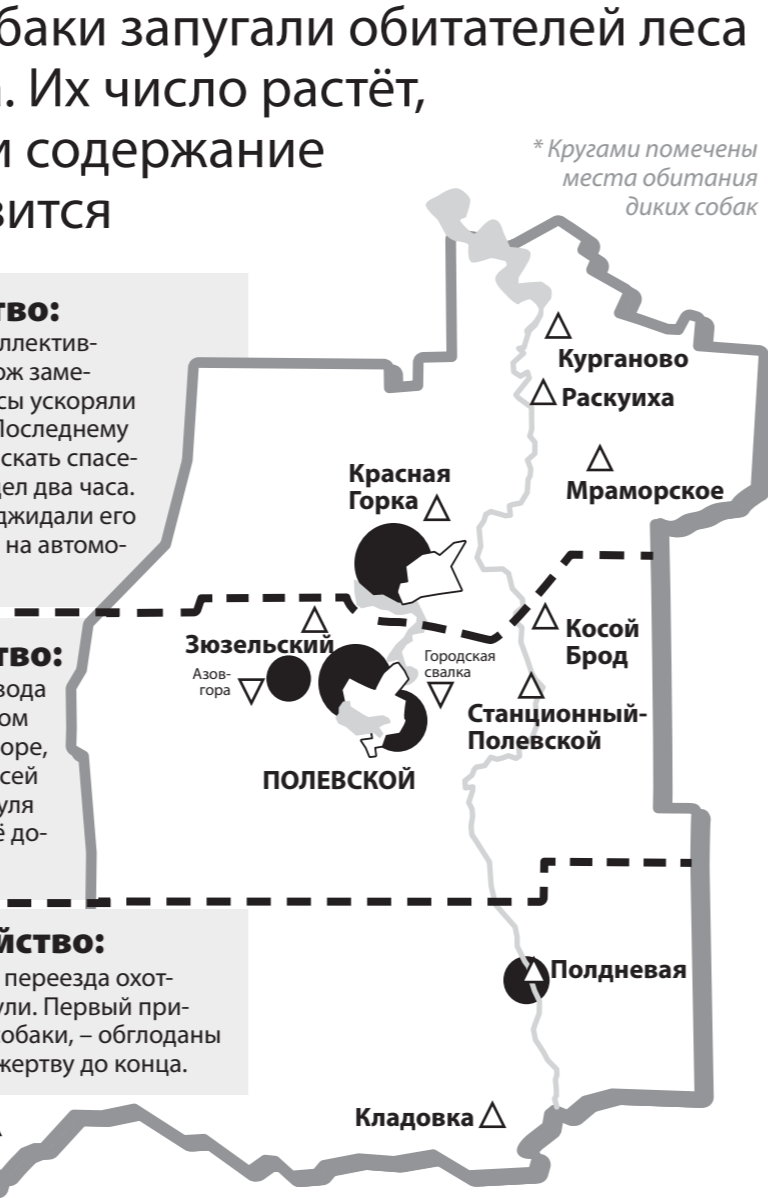 баки запугали обитателей леса
. Их число растёт,
и содержание
вится
* Кругами помечены
места обитания
диких собак
тво:
ллектив-
ож заме-
сы ускоряли
Последнему
скать спасе-
ел два часа.
джидали его
на автомо-
Курганово
Раскуиха
Мраморское
Красная
Горка
тво:
вода
ом
оре,
сей
уля
ё до-
Зюзельский
Азов-
гора
Городская
свалка
Косой
Брод
Станционный-
Полевской
ПОЛЕВСКОЙ
йство:
переезда охот-
ули. Первый при-
обаки, – обглоданы
жертву до конца.
Полдневая
Кладовка